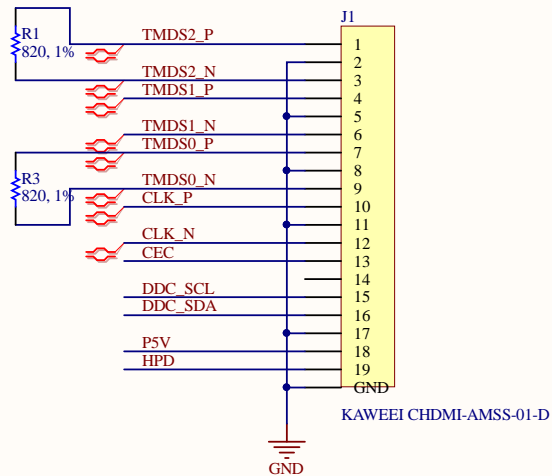 J1
R1
820, 1%
TMDS2_P
1
2
TMDS2_N
3
TMDS1_P
4
5
TMDS1_N
6
TMDS0_P
7
8
R3
820, 1%
TMDS0_N
9
CLK_P
10
11
CLK_N
12
CEC
13
14
DDC_SCL
15
DDC_SDA
16
17
P5V
18
HPD
19
GND
KAWEEI CHDMI-AMSS-01-D
GND